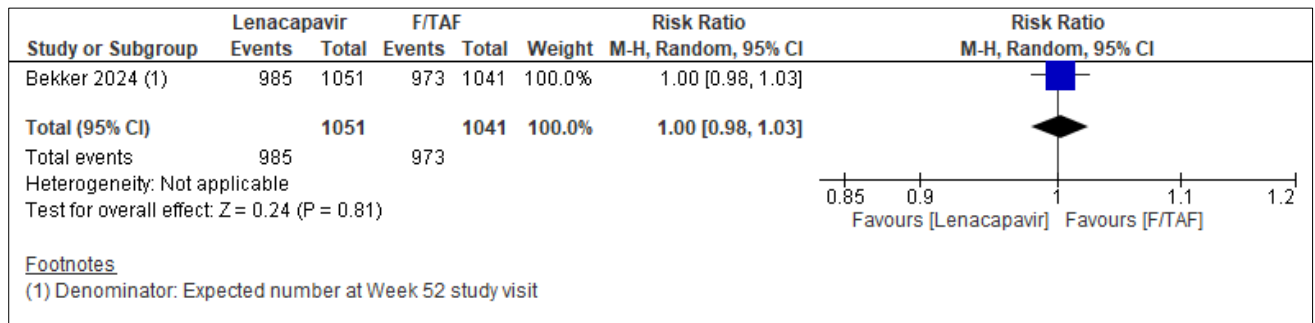 Lenacapavir F/TAF Risk Ratio Risk Ratio
Study or Subgroup Events Total Events Total Weight M-H, Random, 95% CI M-H, Random, 95% CI
Bekker 2024 (1) 985 1051 973 1041 100.0% 1.00 [0.98, 1.03]
Total (95% CI) 1051 1041 100.0% 1.00 [0.98, 1.03]
Total events 985 973
Heterogeneity: Not applicable
Test for overall effect: Z = 0.24 (P = 0.81)
0.85 0.9 1 1.1 1.2
Favours [Lenacapavir] Favours [F/TAF]
Footnotes
(1) Denominator: Expected number at Week 52 study visit